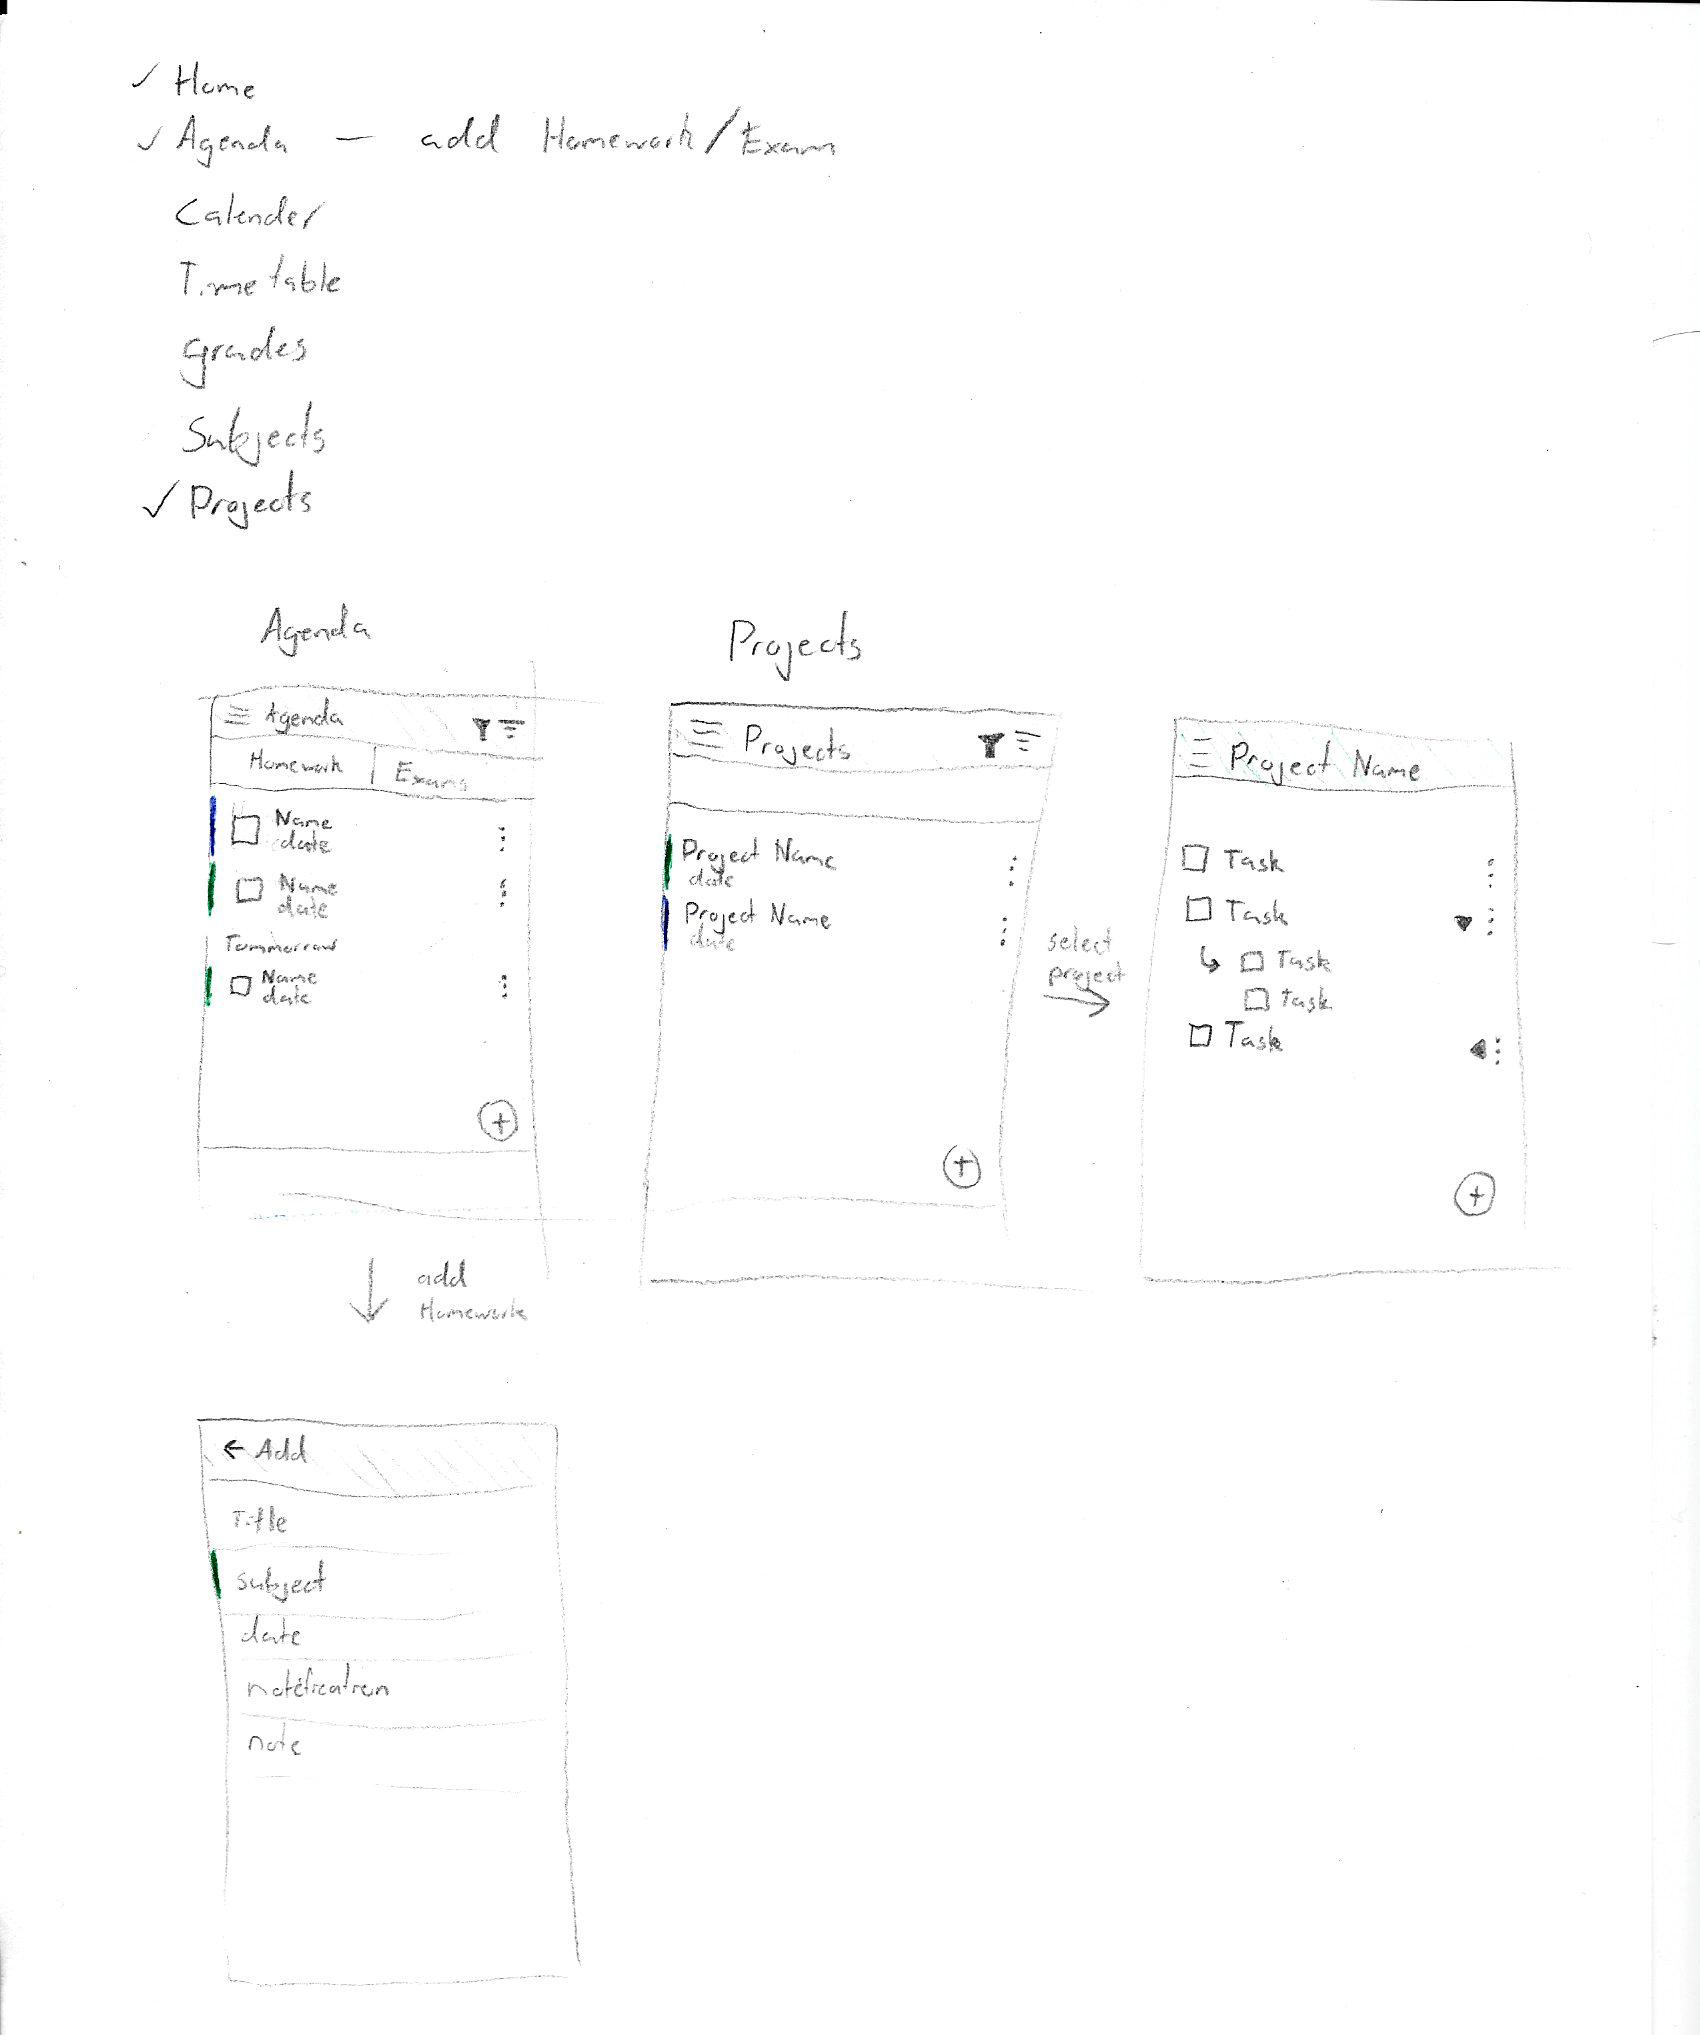 Home
Agenda — add Homework/Exam
Calender
Timetable
Grades
Subjects
Projects
Agenda
Agenda
Homework Exams
Name
date
Name
date
Tommorraw
Name
date
add
Homework
Projects
Projects
Project Name
date
Project Name
date
select
project
Project Name
Task
Task
Task
Task
Task
← Add
Title
subject
date
notification
note